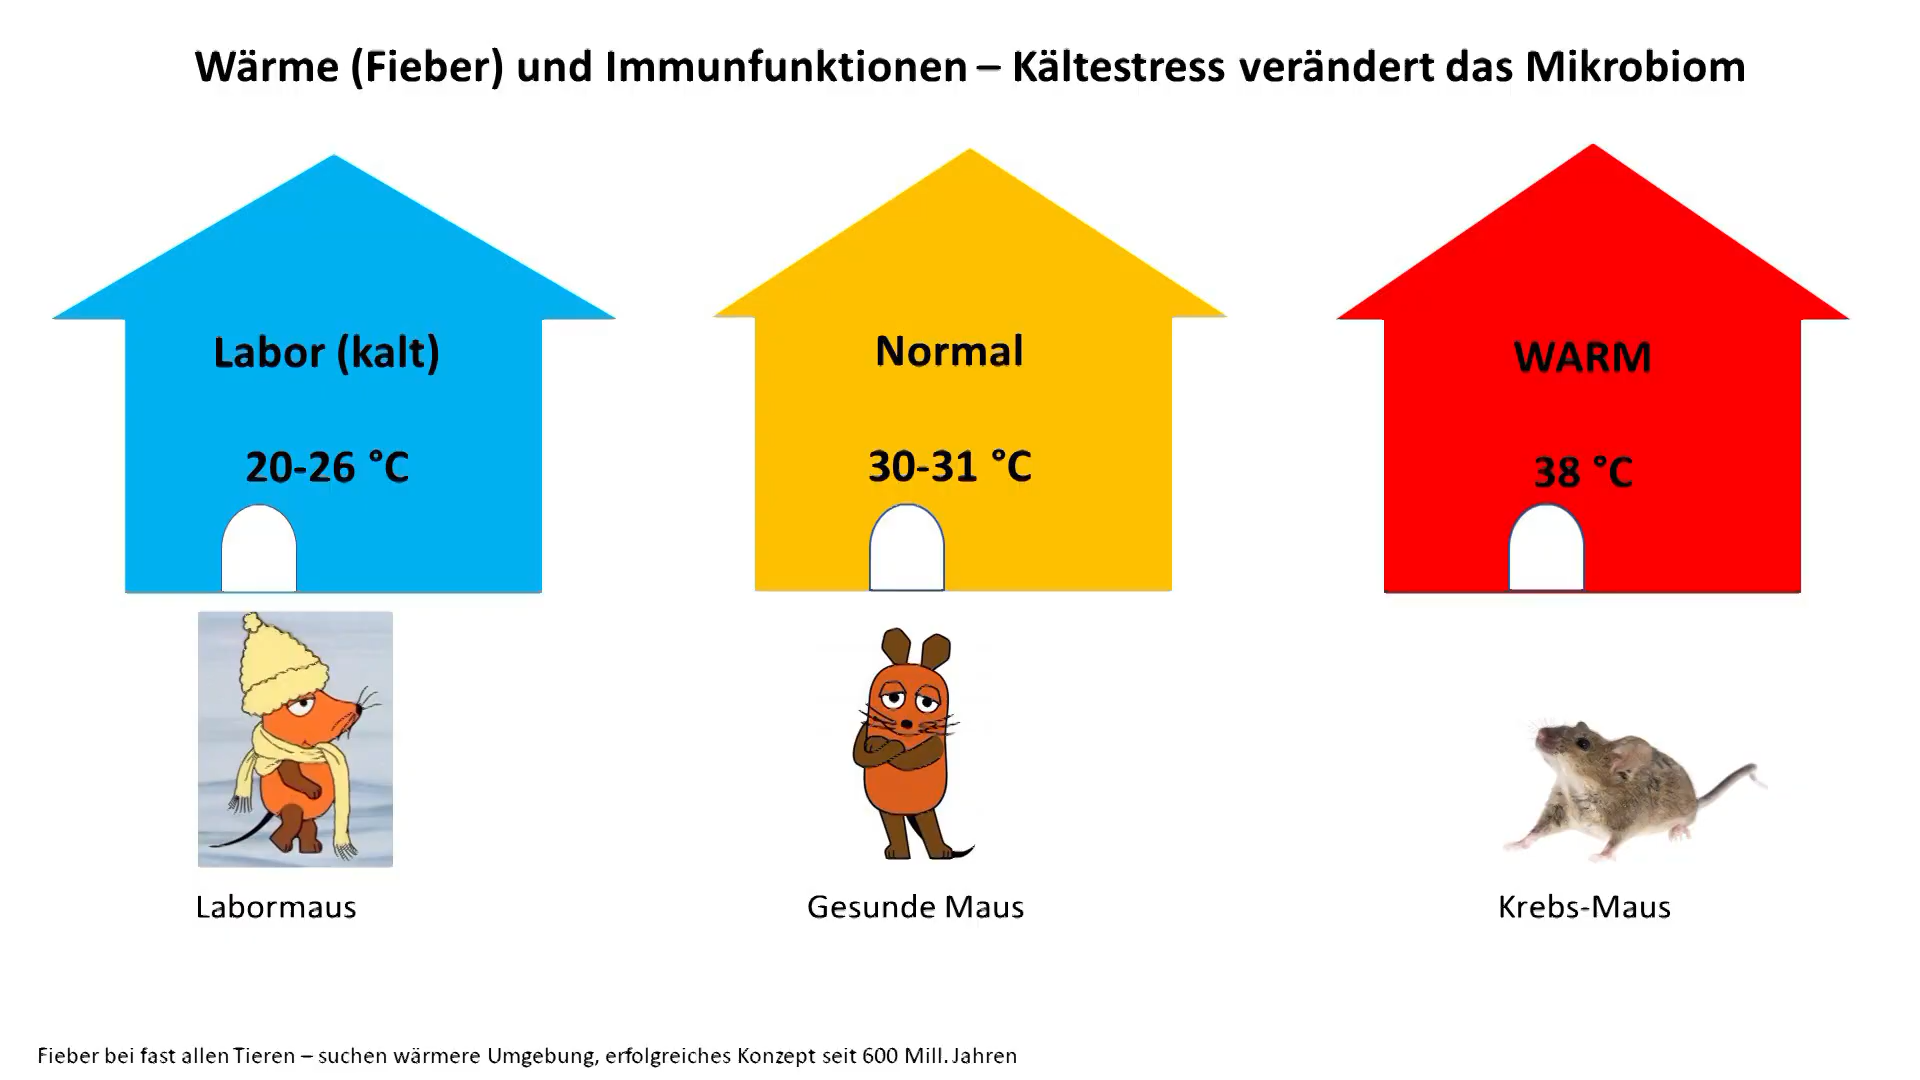 Wärme (Fieber) und Immunfunktionen – Kältestress verändert das Mikrobiom
Labor (kalt)
20-26 °C
Normal
30-31 °C
WARM
38 °C
Labormaus
Gesunde Maus
Krebs-Maus
Fieber bei fast allen Tieren – suchen wärmere Umgebung, erfolgreiches Konzept seit 600 Mill. Jahren